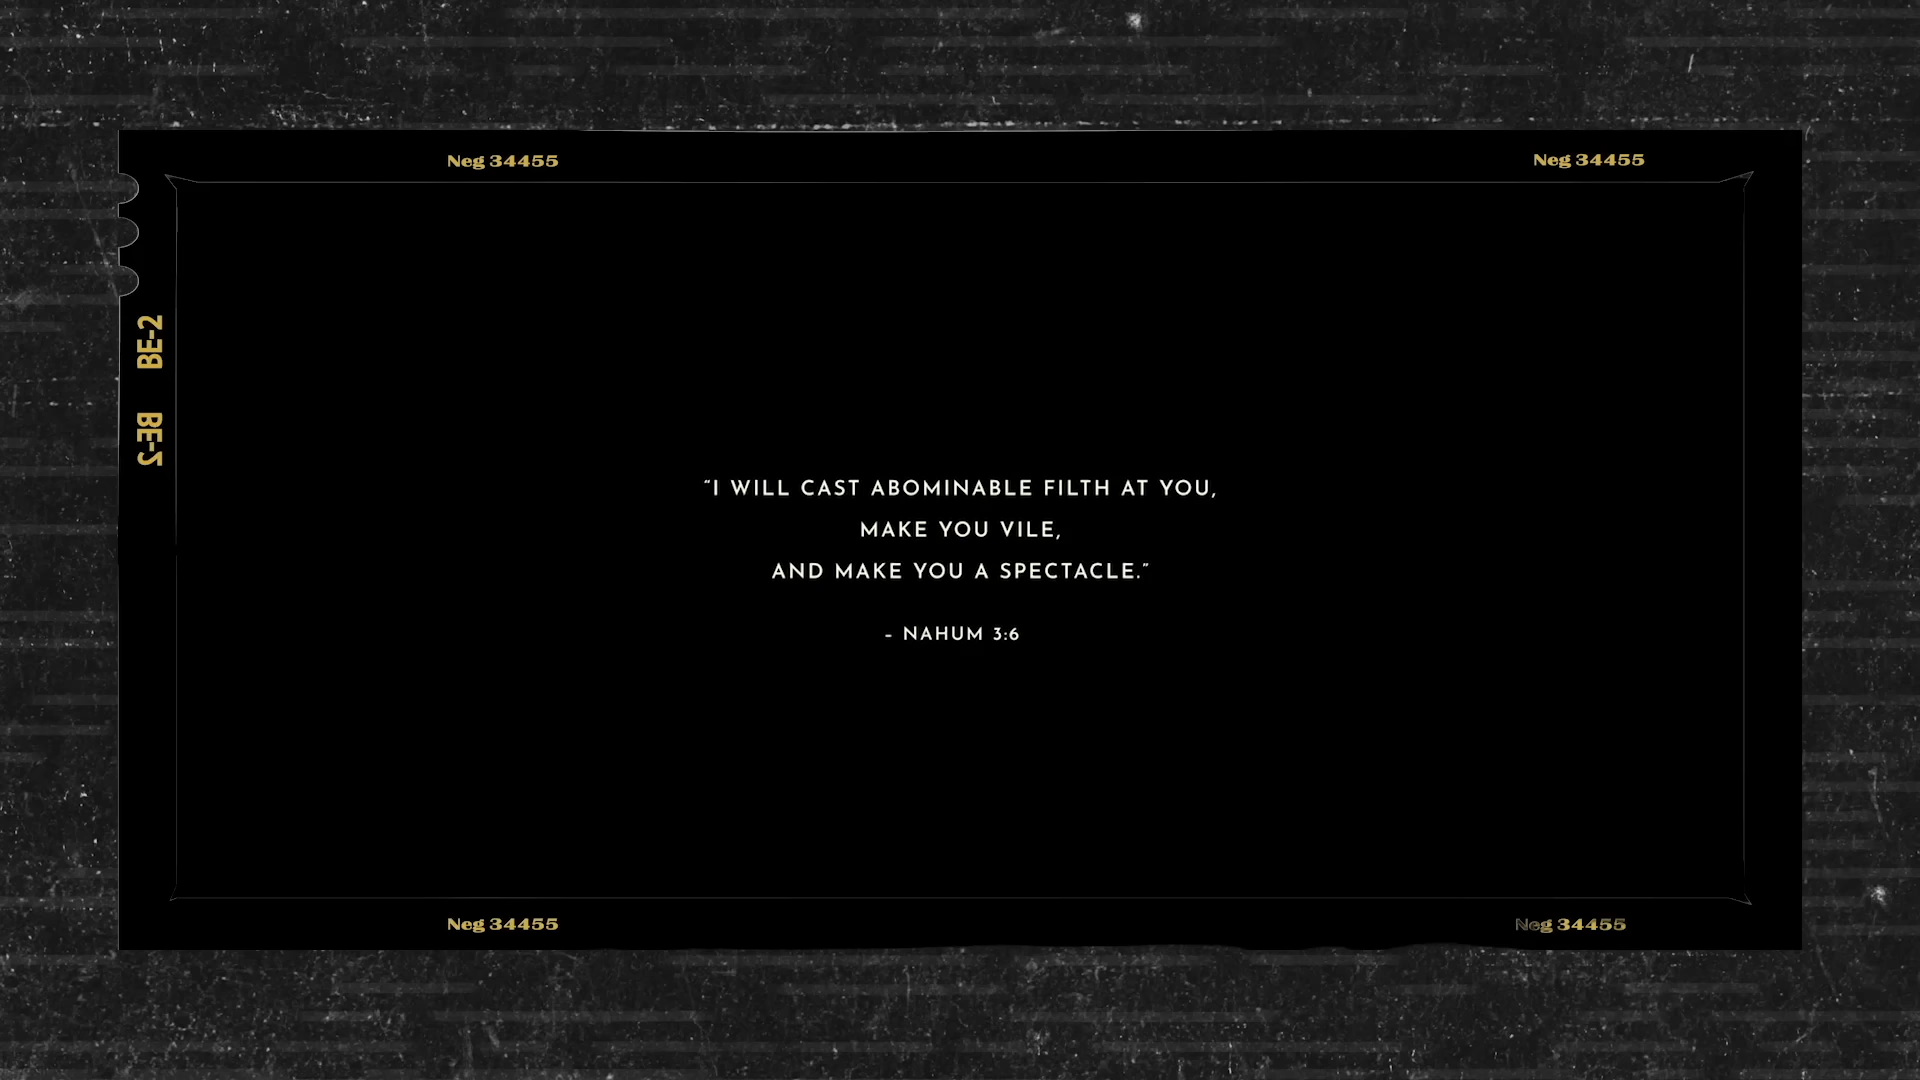 Neg 34455
Neg 34455
BE-2
BE-2
“I WILL CAST ABOMINABLE FILTH AT YOU,
MAKE YOU VILE,
AND MAKE YOU A SPECTACLE.”
- NAHUM 3:6
Neg 34455
Neg 34455